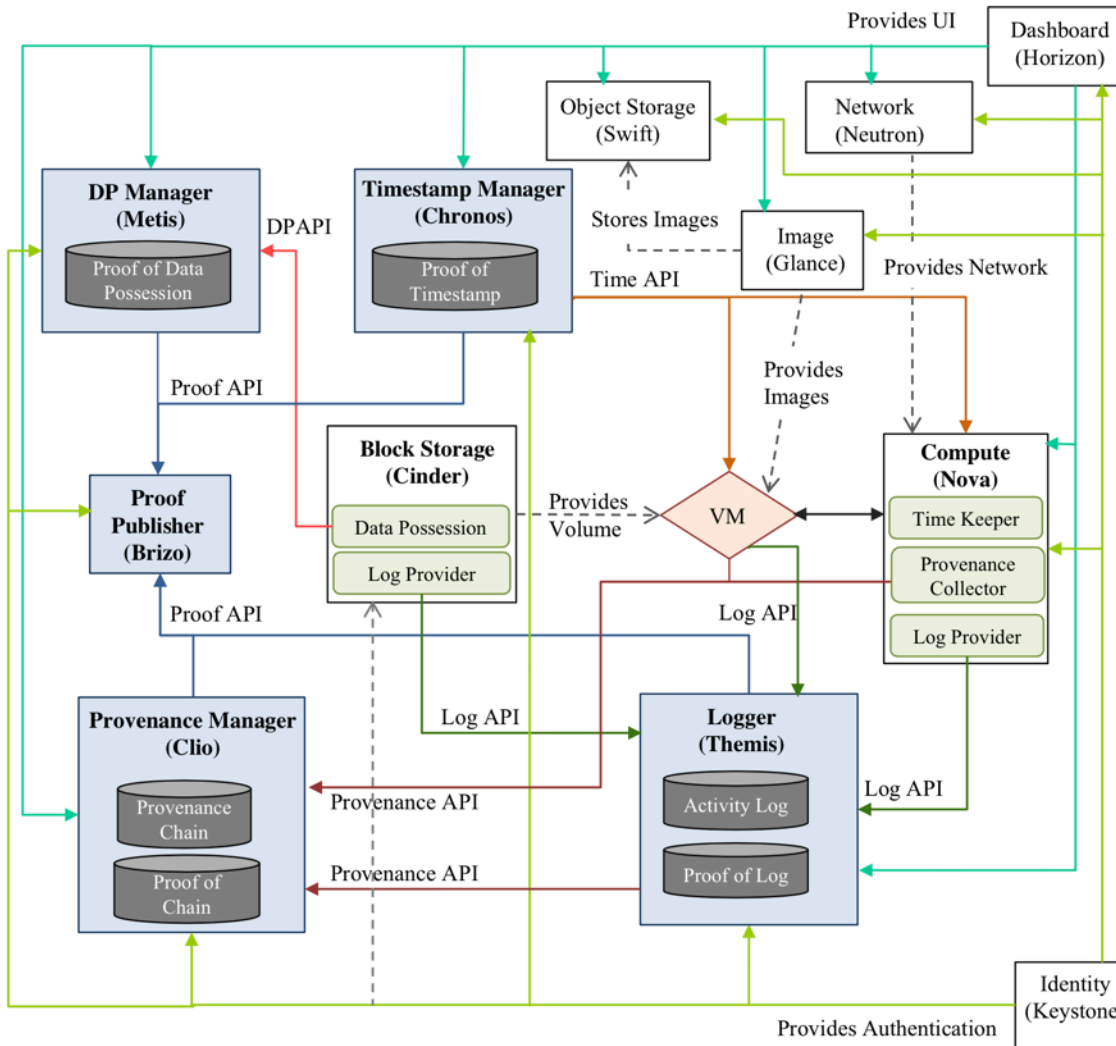 Provides UI
Dashboard
(Horizon)
Object Storage
(Swift)
Network
(Neutron)
DP Manager
(Metis)
Proof of Data
Possession
DPAPI
Timestamp Manager
(Chronos)
Proof of
Timestamp
Stores Images
Image
(Glance)
Time API
Provides Network
Provides
Images
Proof API
Block Storage
(Cinder)
Data Possession
Log Provider
Provides
Volume
VM
Compute
(Nova)
Time Keeper
Provenance
Collector
Log Provider
Proof
Publisher
(Brizo)
Proof API
Log API
Provenance Manager
(Clio)
Provenance
Chain
Proof of
Chain
Log API
Provenance API
Provenance API
Logger
(Themis)
Activity Log
Proof of Log
Log API
Identity
(Keystone
Provides Authentication